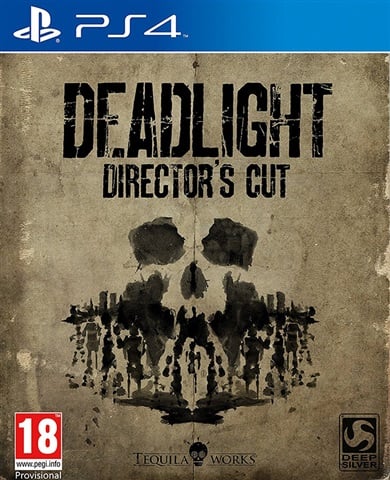 PS4
DEADLIGHT
DIRECTOR'S CUT
18
www.pegi.info
Provisional
TEQUILA WORKS
DEEP
SILVER